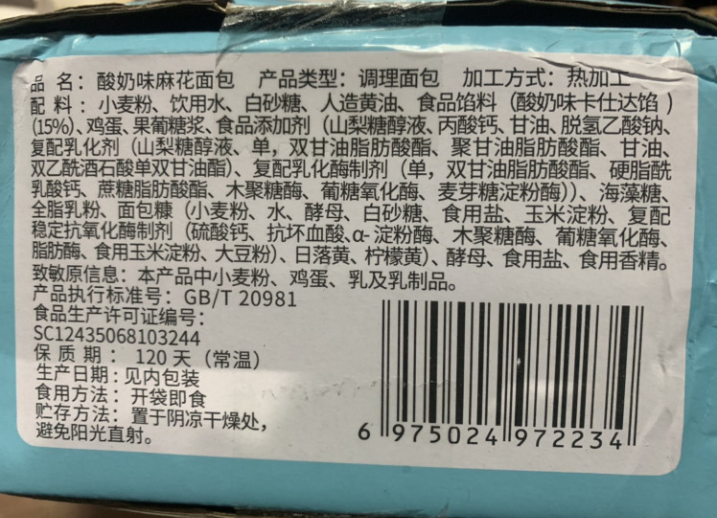 品 名：酸奶味麻花面包 产品类型：调理面包 加工方式：热加工
配 料：小麦粉、饮用水、白砂糖、人造黄油、食品馅料（酸奶味卡仕达馅）
(15%)、鸡蛋、果葡糖浆、食品添加剂（山梨糖醇液、丙酸钙、甘油、脱氢乙酸钠、
复配乳化剂（山梨糖醇液、单，双甘油脂肪酸酯、聚甘油脂肪酸酯、甘油、
双乙酰酒石酸单双甘油酯）、复配乳化酶制剂（单，双甘油脂肪酸酯、硬脂酰
乳酸钙、蔗糖脂肪酸酯、木聚糖酶、葡糖氧化酶、麦芽糖淀粉酶））、海藻糖、
全脂乳粉、面包糠（小麦粉、水、酵母、白砂糖、食用盐、玉米淀粉、复配
稳定抗氧化酶制剂（硫酸钙、抗坏血酸、α-淀粉酶、木聚糖酶、葡糖氧化酶、
脂肪酶、食用玉米淀粉、大豆粉）、日落黄、柠檬黄）、酵母、食用盐、食用香精。
致敏原信息：本产品中小麦粉、鸡蛋、乳及乳制品。
产品执行标准号：GB/T 20981
食品生产许可证编号：
SC12435068103244
保 质 期：120天（常温）
生产日期：见内包装
食用方法：开袋即食
贮存方法：置于阴凉干燥处，
避免阳光直射。
6 975024 972234